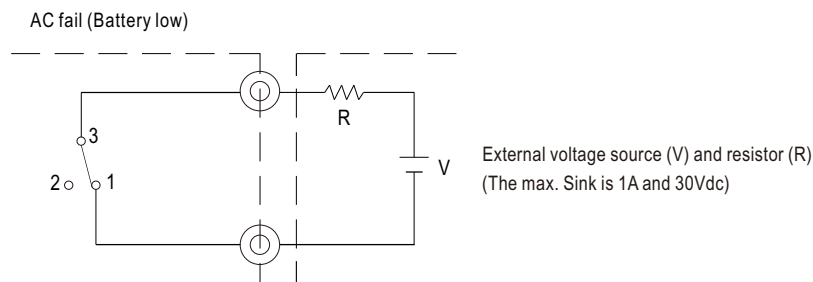 AC fail (Battery low)
R
3
2 1
V
External voltage source (V) and resistor (R)
(The max. Sink is 1A and 30Vdc)